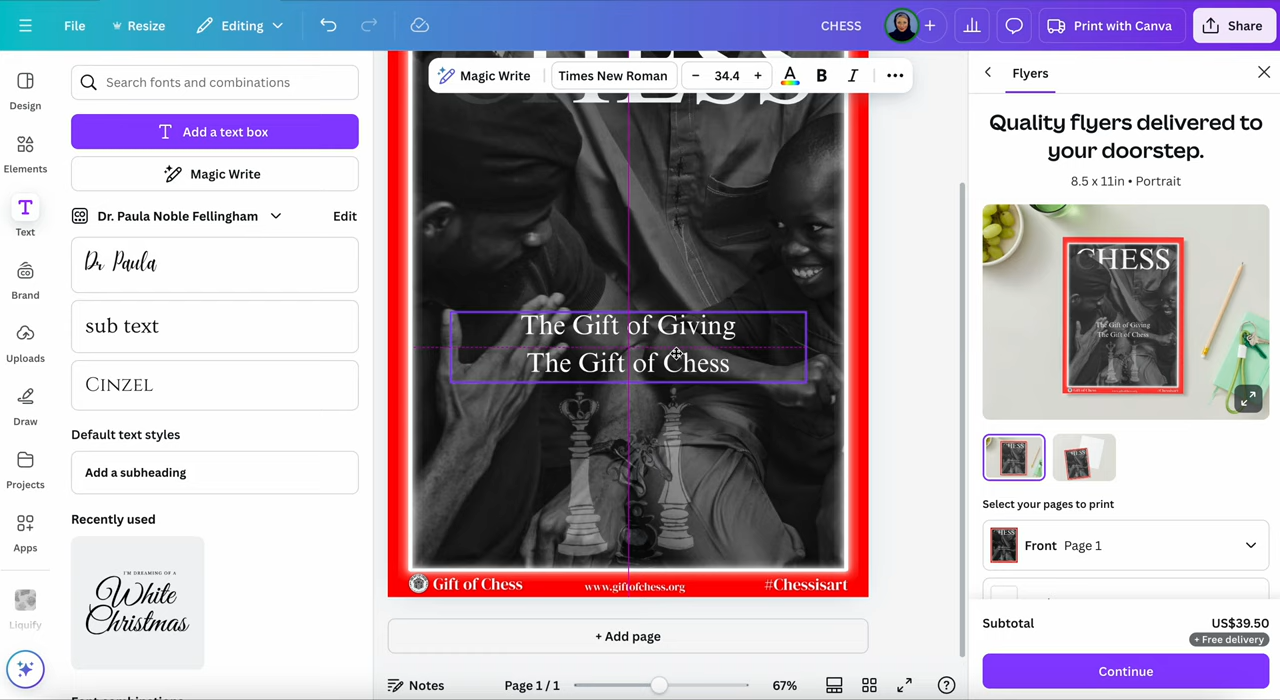 File
Resize
Editing
CHESS
+
Print with Canva
Share
Design
Elements
Text
Brand
Uploads
Draw
Projects
Apps
Liquify
Search fonts and combinations
Add a text box
Magic Write
Dr. Paula Noble Fellingham
Edit
Dr Paula
sub text
CINZEL
Default text styles
Add a subheading
Recently used
I'M DREAMING OF A
White
Christmas
Magic Write
Times New Roman
− 34.4 +
A B I
CHESS
The Gift of Giving
The Gift of Chess
Gift of Chess
www.giftofchess.org
#Chessisart
+ Add page
Notes
Page 1 / 1
67%
Flyers
Quality flyers delivered to
your doorstep.
8.5 x 11in • Portrait
CHESS
The Gift of Giving
The Gift of Chess
Select your pages to print
Front Page 1
Subtotal
US$39.50
+ Free delivery
Continue